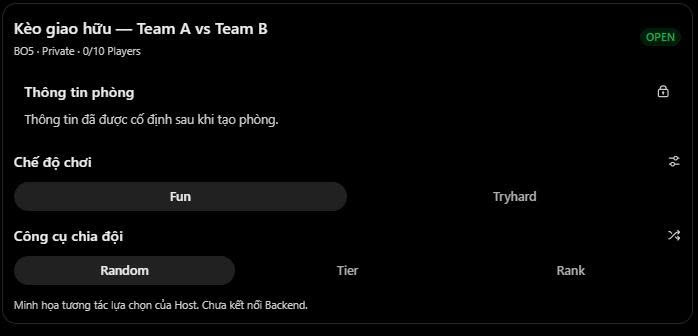 Kèo giao hữu — Team A vs Team B
OPEN
BO5 · Private · 0/10 Players
Thông tin phòng
Thông tin đã được cố định sau khi tạo phòng.
Chế độ chơi
Fun Tryhard
Công cụ chia đội
Random Tier Rank
Minh họa tương tác lựa chọn của Host. Chưa kết nối Backend.